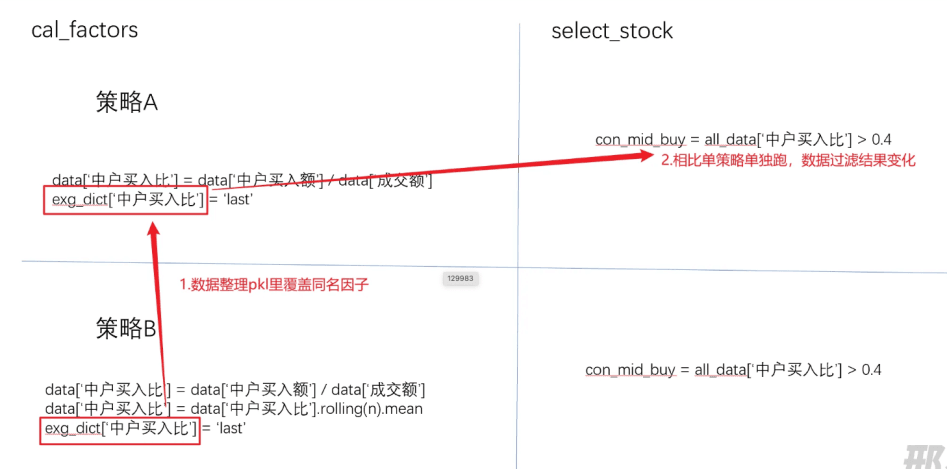 cal_factors
select_stock
策略A
con_mid_buy = all_data['中户买入比'] > 0.4
2.相比单策略单独跑，数据过滤结果变化
data['中户买入比'] = data['中户买入额'] / data['成交额']
exg_dict['中户买入比'] = 'last'
129983
1.数据整理pkl里覆盖同名因子
策略B
con_mid_buy = all_data['中户买入比'] > 0.4
data['中户买入比'] = data['中户买入额'] / data['成交额']
data['中户买入比'] = data['中户买入比'].rolling(n).mean
exg_dict['中户买入比'] = 'last'